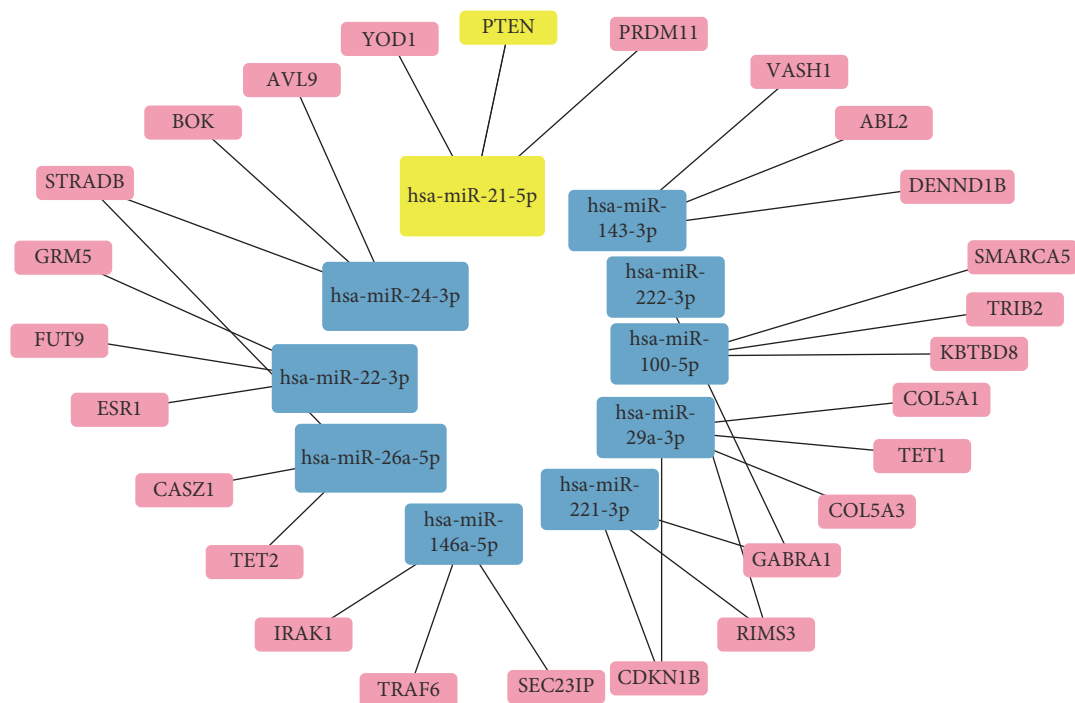 PTEN
YOD1
PRDM11
AVL9
VASH1
BOK
ABL2
STRADB
hsa-miR-21-5p
DENND1B
hsa-miR-
143-3p
GRM5
SMARCA5
hsa-miR-
222-3p
hsa-miR-24-3p
TRIB2
FUT9
hsa-miR-
100-5p
KBTBD8
hsa-miR-22-3p
COL5A1
ESR1
hsa-miR-
29a-3p
TET1
hsa-miR-26a-5p
CASZ1
hsa-miR-
221-3p
COL5A3
hsa-miR-
146a-5p
TET2
GABRA1
IRAK1
RIMS3
CDKN1B
SEC23IP
TRAF6